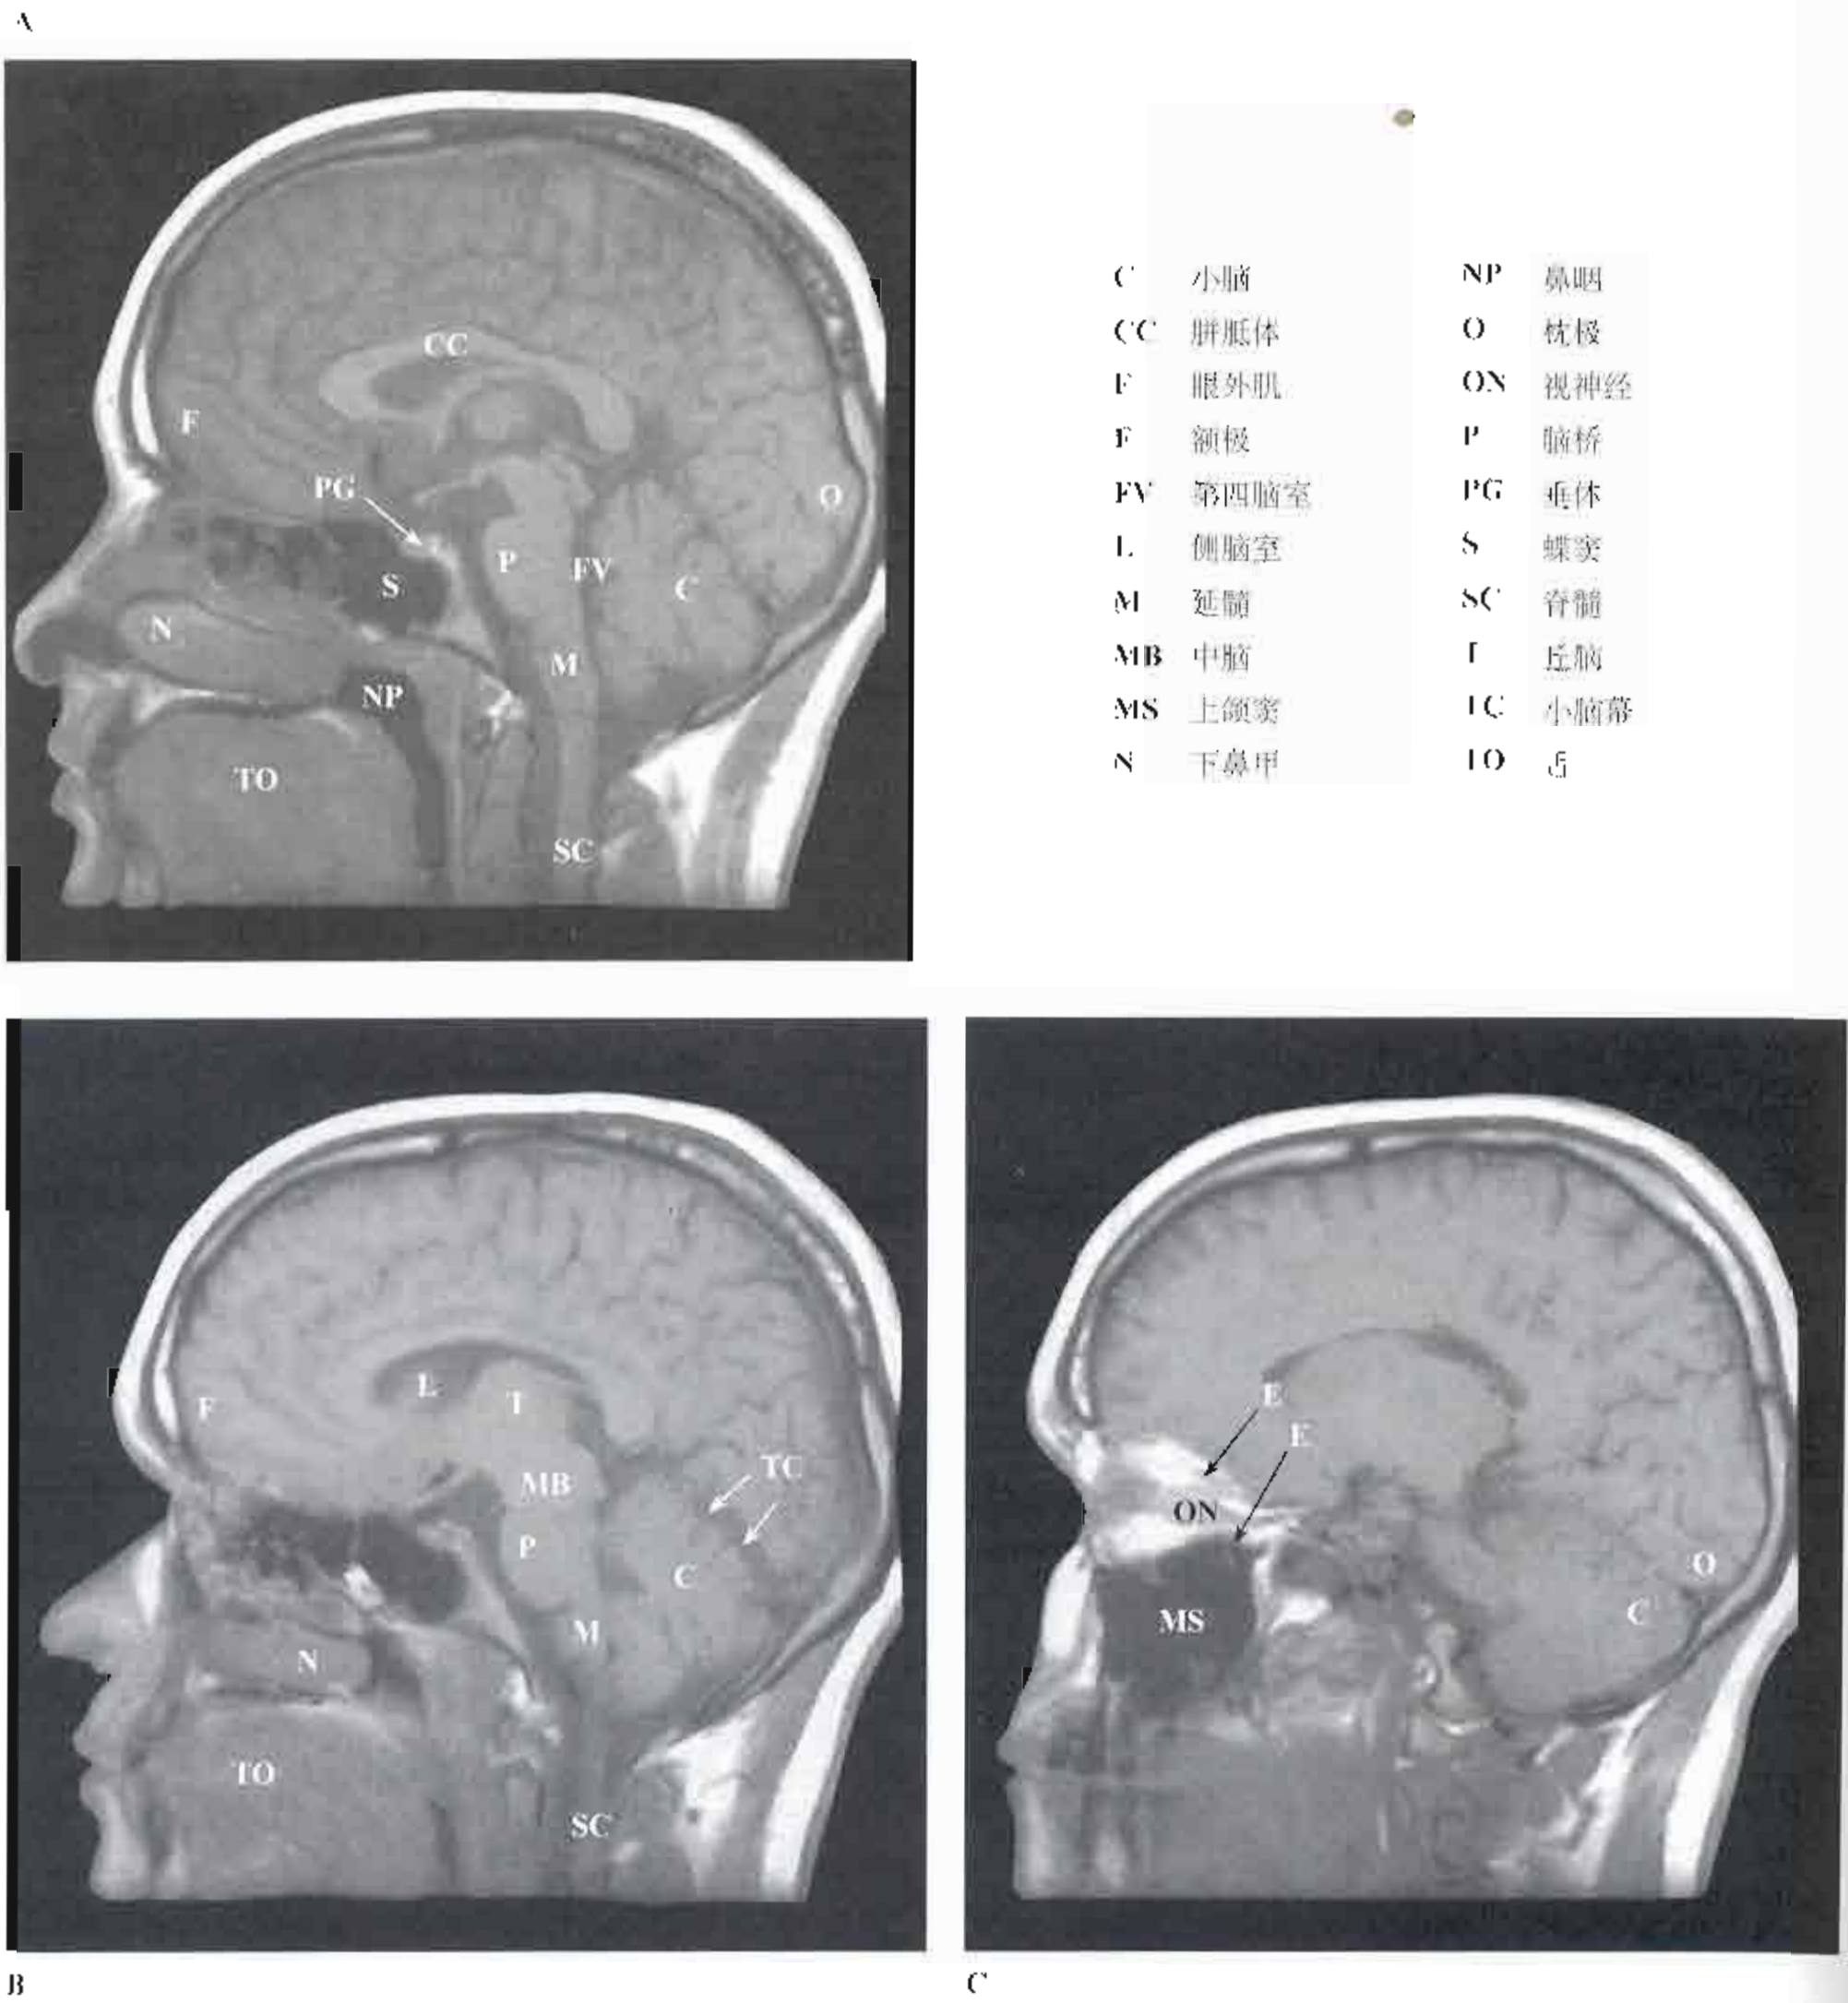 A
CC
F
PG
O
P
FV
C
S
N
M
NP
TO
SC
C 小脑
CC 胼胝体
E 眼外肌
F 额极
FV 第四脑室
L 侧脑室
M 延髓
MB 中脑
MS 上颌窦
N 下鼻甲
NP 鼻咽
O 枕极
ON 视神经
P 脑桥
PG 垂体
S 蝶窦
SC 脊髓
T 丘脑
TC 小脑幕
TO 舌
L
T
F
TC
MB
P
C
M
N
TO
SC
B
E
E
ON
O
C
MS
C